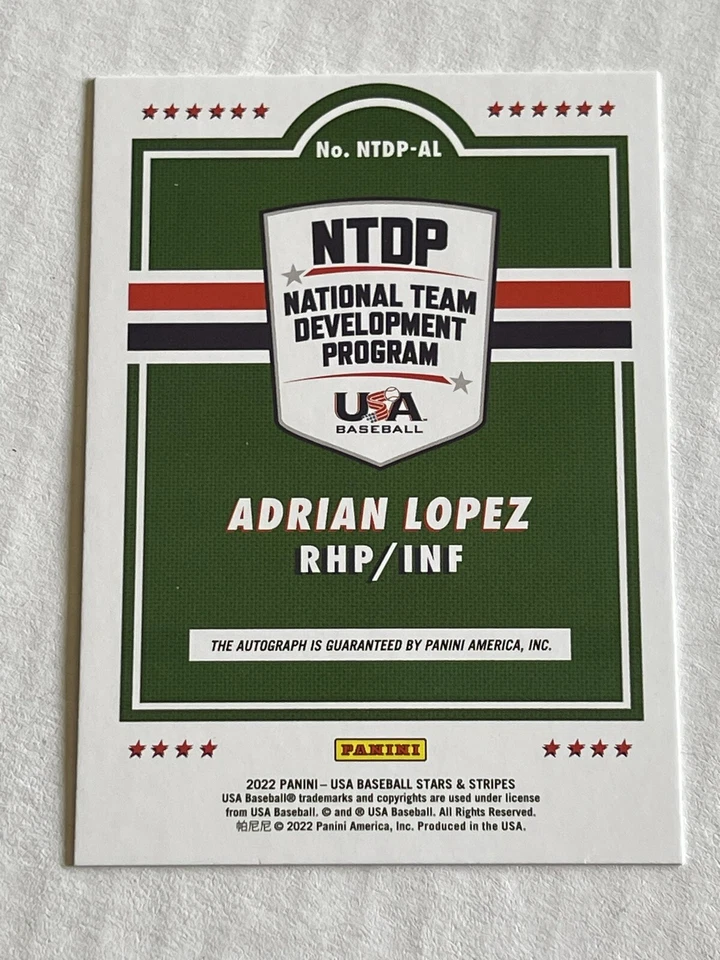 No. NTDP-AL
NTDP
NATIONAL TEAM
DEVELOPMENT
PROGRAM
USA
BASEBALL
ADRIAN LOPEZ
RHP/INF
THE AUTOGRAPH IS GUARANTEED BY PANINI AMERICA, INC.
PANINI
2022 PANINI – USA BASEBALL STARS & STRIPES
USA Baseball® trademarks and copyrights are used under license
from USA Baseball. © and ® USA Baseball. All Rights Reserved.
帕尼尼 © 2022 Panini America, Inc. Produced in the USA.